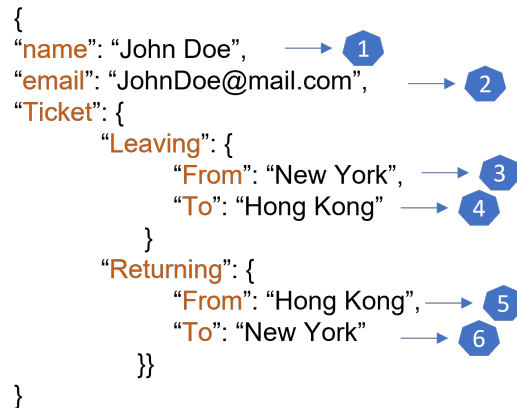 {
“name”: “John Doe”, 1
“email”: “JohnDoe@mail.com”, 2
“Ticket”: {
“Leaving”: {
“From”: “New York”, 3
“To”: “Hong Kong” 4
}
“Returning”: {
“From”: “Hong Kong”, 5
“To”: “New York” 6
}}
}